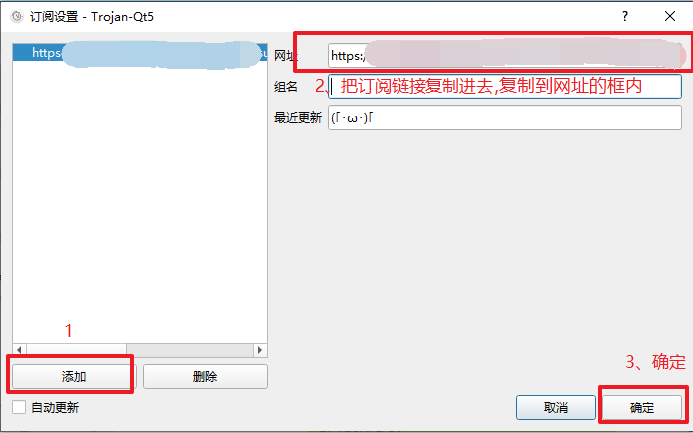 订阅设置 - Trojan-Qt5
https
网址 https:/
组名 2、把订阅链接复制进去,复制到网址的框内
最近更新 (｢･ω･)｢
1
添加 删除
3、确定
自动更新
取消 确定